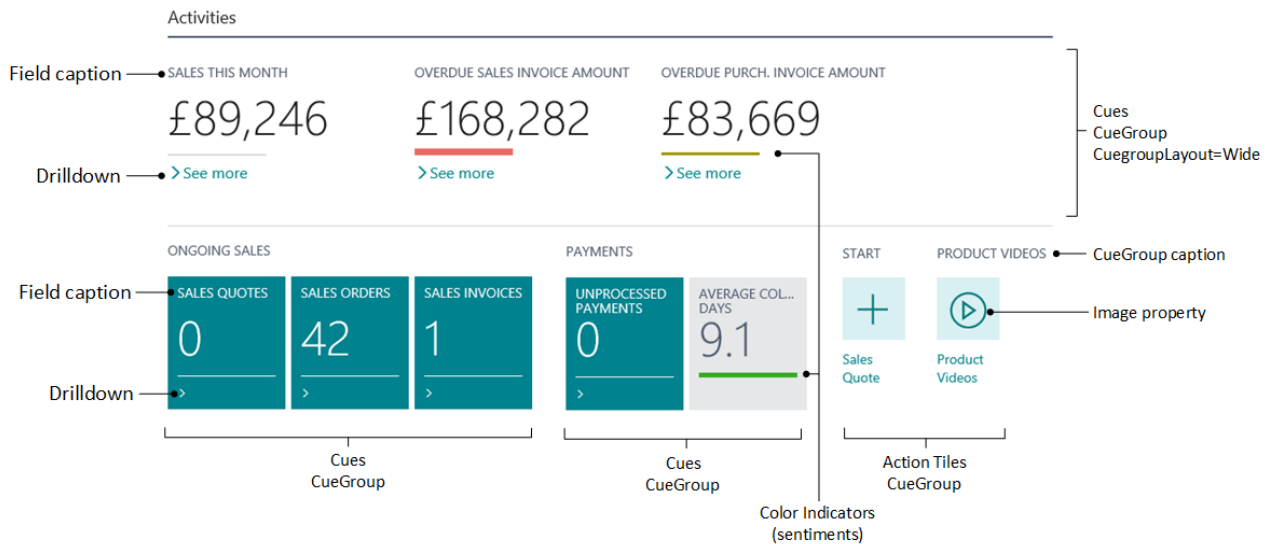 Activities
Field caption
SALES THIS MONTH
OVERDUE SALES INVOICE AMOUNT
OVERDUE PURCH. INVOICE AMOUNT
£89,246
£168,282
£83,669
Cues
CueGroup
CuegroupLayout=Wide
Drilldown
> See more
> See more
> See more
ONGOING SALES
PAYMENTS
START
PRODUCT VIDEOS
CueGroup caption
Field caption
SALES QUOTES
SALES ORDERS
SALES INVOICES
UNPROCESSED
PAYMENTS
AVERAGE COL...
DAYS
0
42
1
0
9.1
Image property
Sales
Quote
Product
Videos
Drilldown
>
>
>
>
Cues
CueGroup
Cues
CueGroup
Action Tiles
CueGroup
Color Indicators
(sentiments)